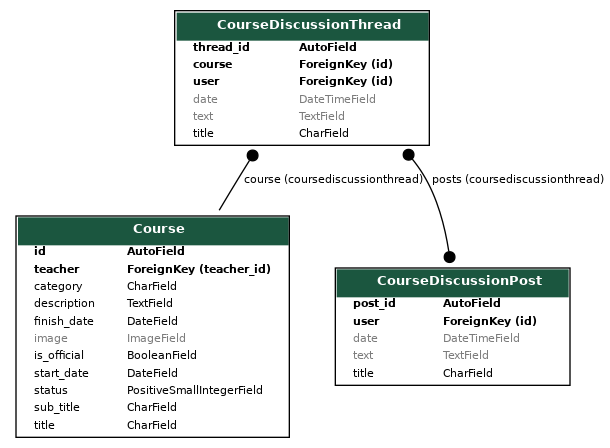 CourseDiscussionThread
thread_id AutoField
course ForeignKey (id)
user ForeignKey (id)
date DateTimeField
text TextField
title CharField
course (coursediscussionthread) posts (coursediscussionthread)
Course
id AutoField
teacher ForeignKey (teacher_id)
category CharField
description TextField
finish_date DateField
image ImageField
is_official BooleanField
start_date DateField
status PositiveSmallIntegerField
sub_title CharField
title CharField
CourseDiscussionPost
post_id AutoField
user ForeignKey (id)
date DateTimeField
text TextField
title CharField